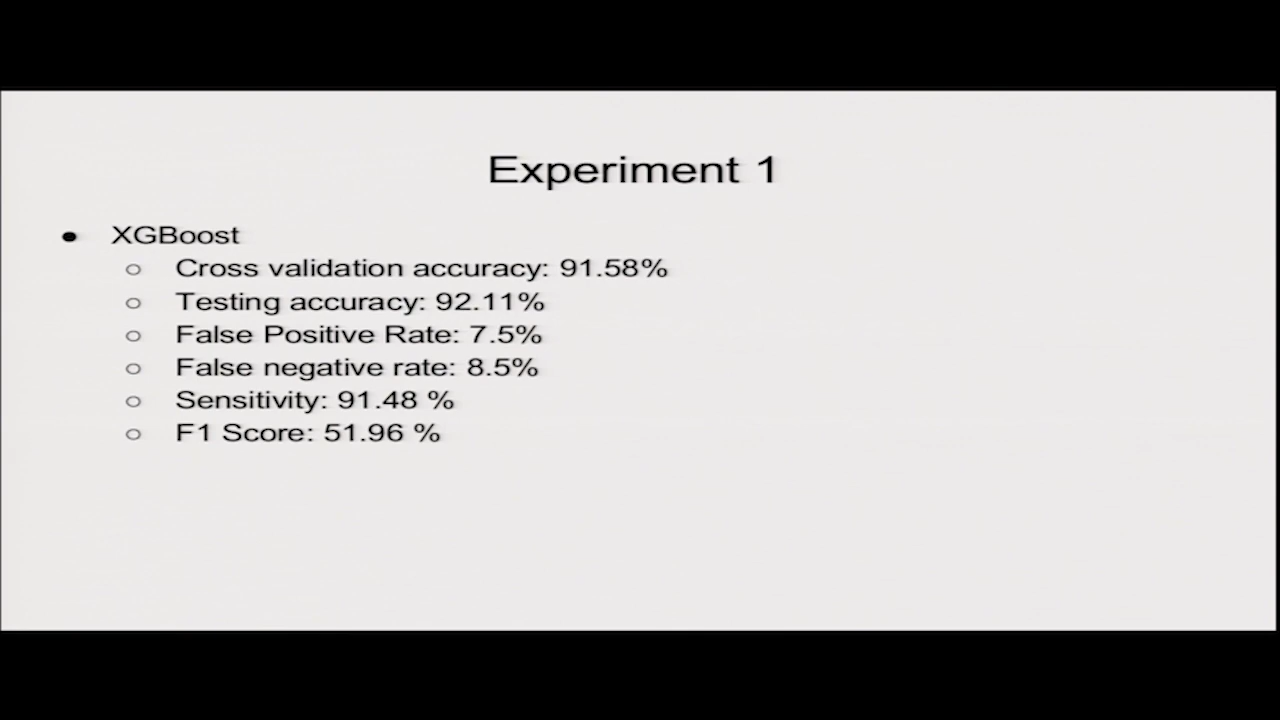 Experiment 1
● XGBoost
○ Cross validation accuracy: 91.58%
○ Testing accuracy: 92.11%
○ False Positive Rate: 7.5%
○ False negative rate: 8.5%
○ Sensitivity: 91.48 %
○ F1 Score: 51.96 %